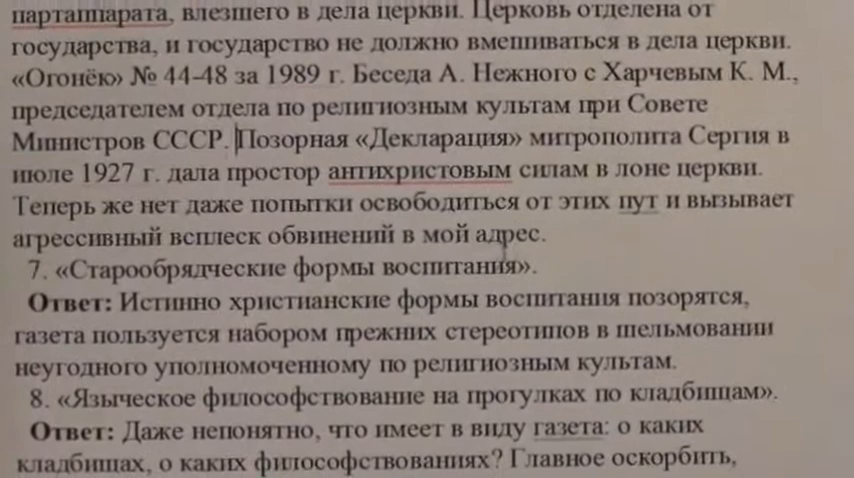 партаппарата, влезшего в дела церкви. Церковь отделена от
государства, и государство не должно вмешиваться в дела церкви.
«Огонёк» № 44-48 за 1989 г. Беседа А. Нежного с Харчевым К. М.,
председателем отдела по религиозным культам при Совете
Министров СССР. Позорная «Декларация» митрополита Сергия в
июле 1927 г. дала простор антихристовым силам в лоне церкви.
Теперь же нет даже попытки освободиться от этих пут и вызывает
агрессивный всплеск обвинений в мой адрес.
7. «Старообрядческие формы воспитания».
Ответ: Истинно христианские формы воспитания позорятся,
газета пользуется набором прежних стереотипов в шельмовании
неугодного уполномоченному по религиозным культам.
8. «Языческое философствование на прогулках по кладбищам».
Ответ: Даже непонятно, что имеет в виду газета: о каких
кладбищах, о каких философствованиях? Главное оскорбить,